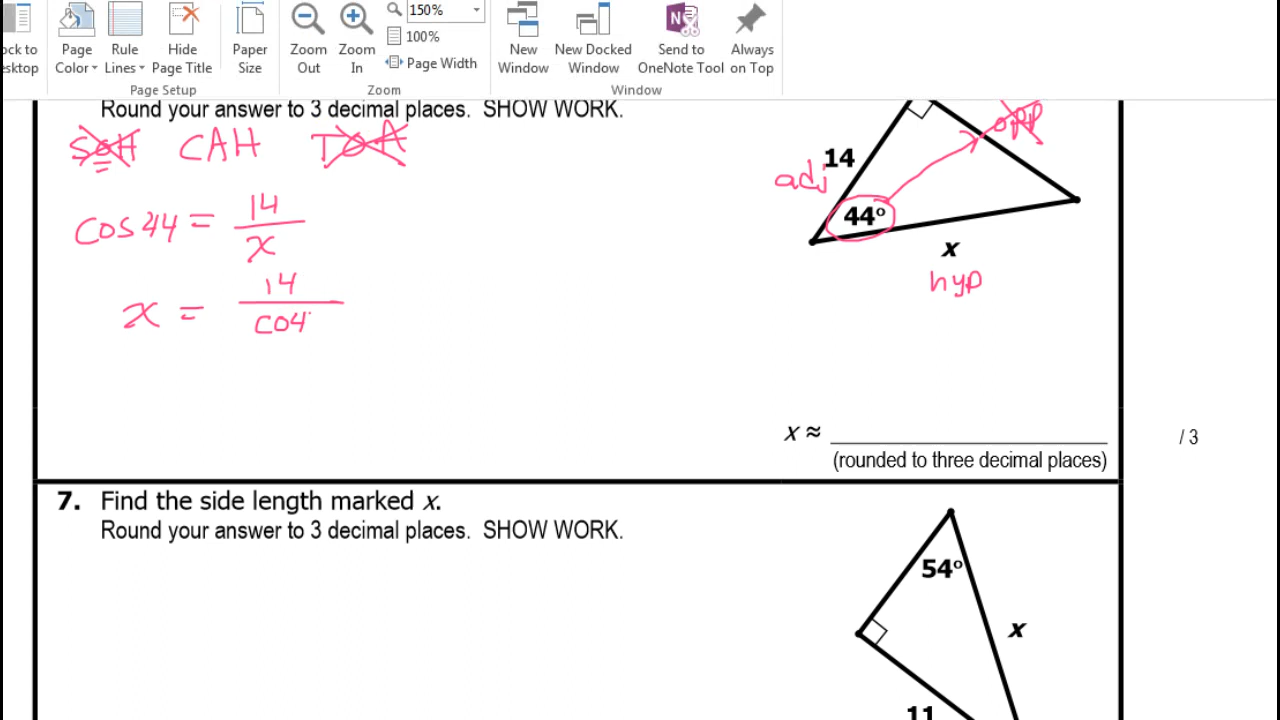 ock to Page Rule Hide Paper Zoom Zoom 150% New New Docked Send to Always
esktop Color Lines Page Title Size Out In 100% Window Window OneNote Tool on Top
Page Width
Page Setup Zoom Window
Round your answer to 3 decimal places. SHOW WORK.
SOH CAH TOA
opp
14
adj
44°
cos 44 = 14 / x
x
hyp
x = 14 / co4
x ≈
/ 3
(rounded to three decimal places)
7. Find the side length marked x.
Round your answer to 3 decimal places. SHOW WORK.
54°
x
11